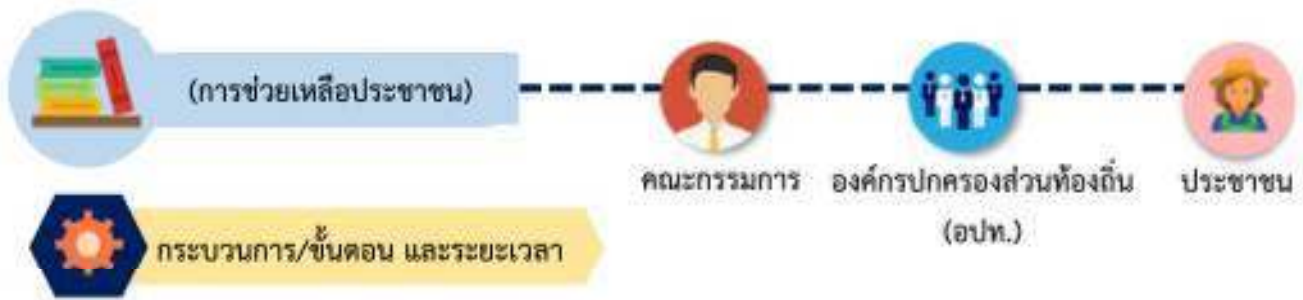 (การช่วยเหลือประชาชน)
คณะกรรมการ
องค์กรปกครองส่วนท้องถิ่น
(อปท.)
ประชาชน
กระบวนการ/ขั้นตอน และระยะเวลา